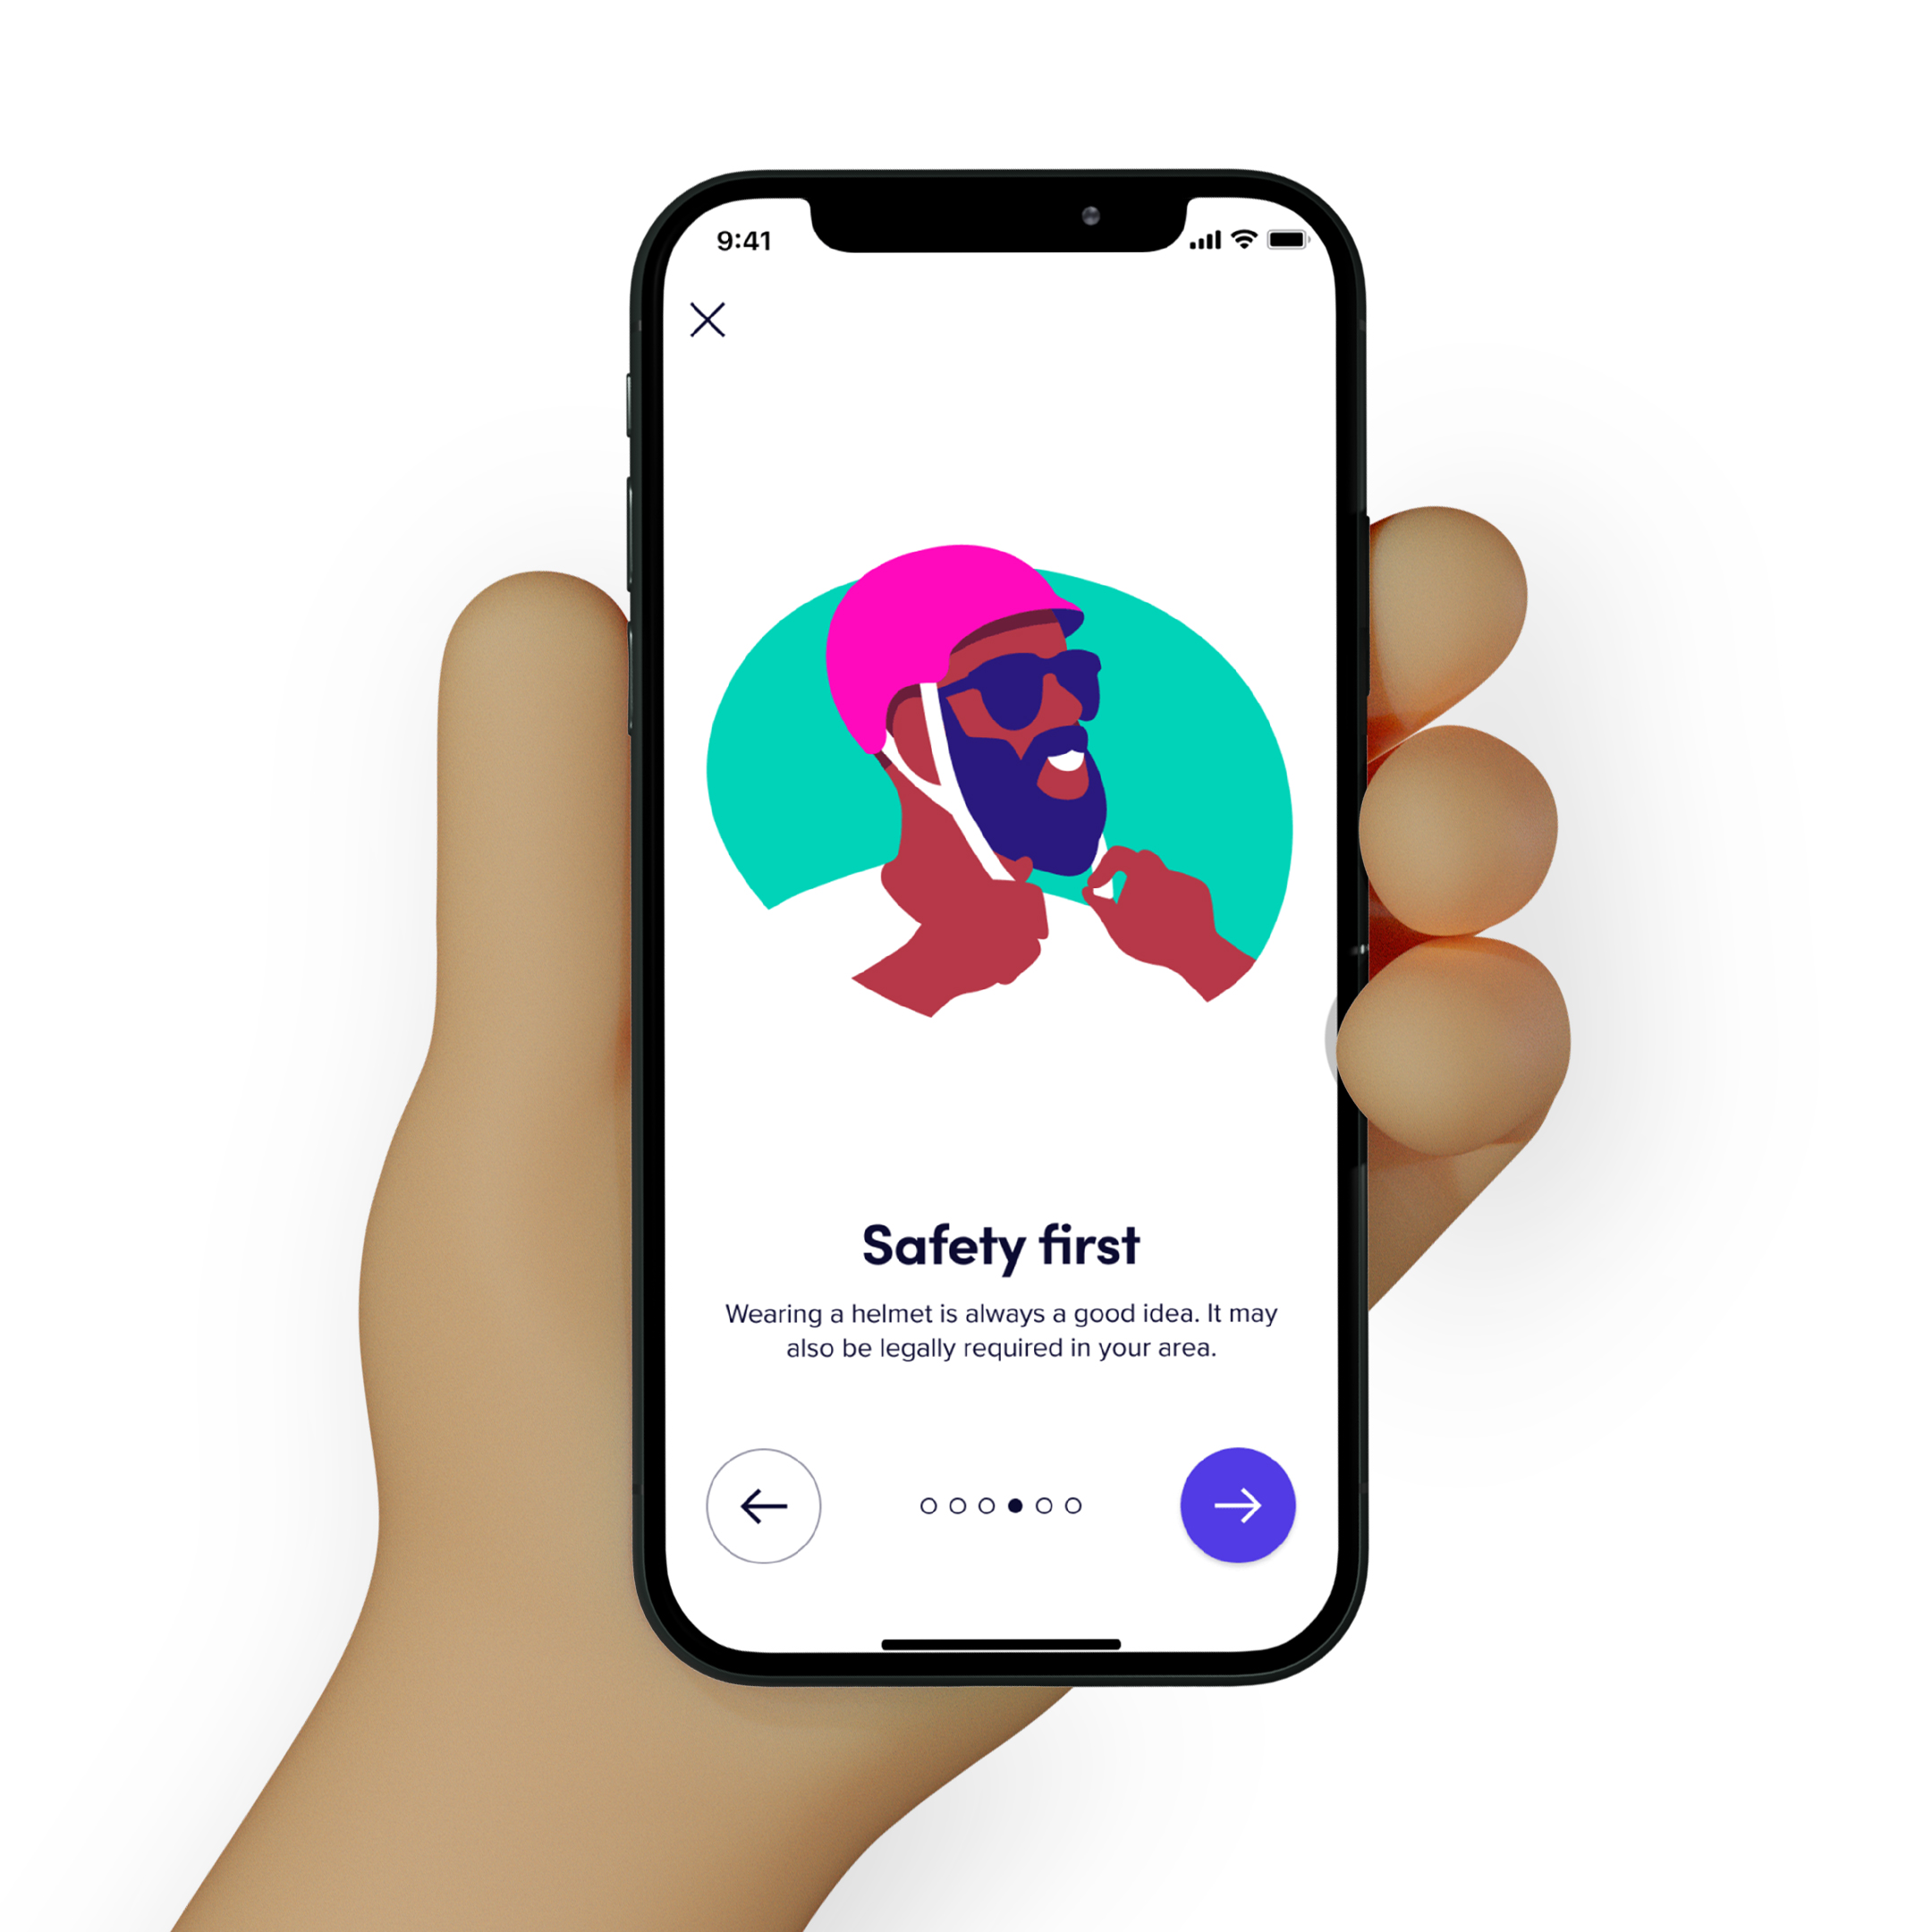 9:41
Safety first
Wearing a helmet is always a good idea. It may
also be legally required in your area.